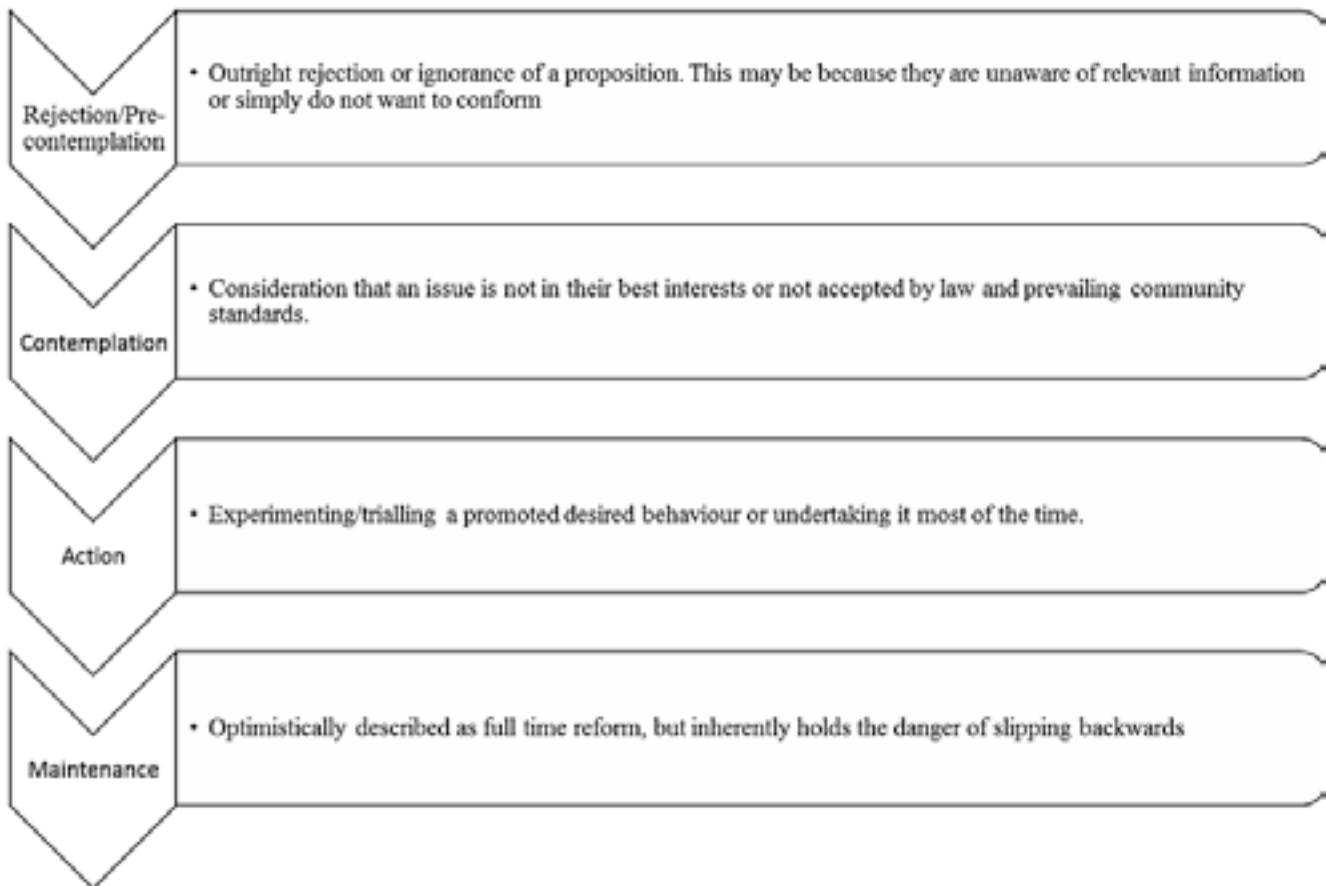 Rejection/Pre-
contemplation
• Outright rejection or ignorance of a proposition. This may be because they are unaware of relevant information
or simply do not want to conform
Contemplation
• Consideration that an issue is not in their best interests or not accepted by law and prevailing community
standards.
Action
• Experimenting/trialling a promoted desired behaviour or undertaking it most of the time.
Maintenance
• Optimistically described as full time reform, but inherently holds the danger of slipping backwards